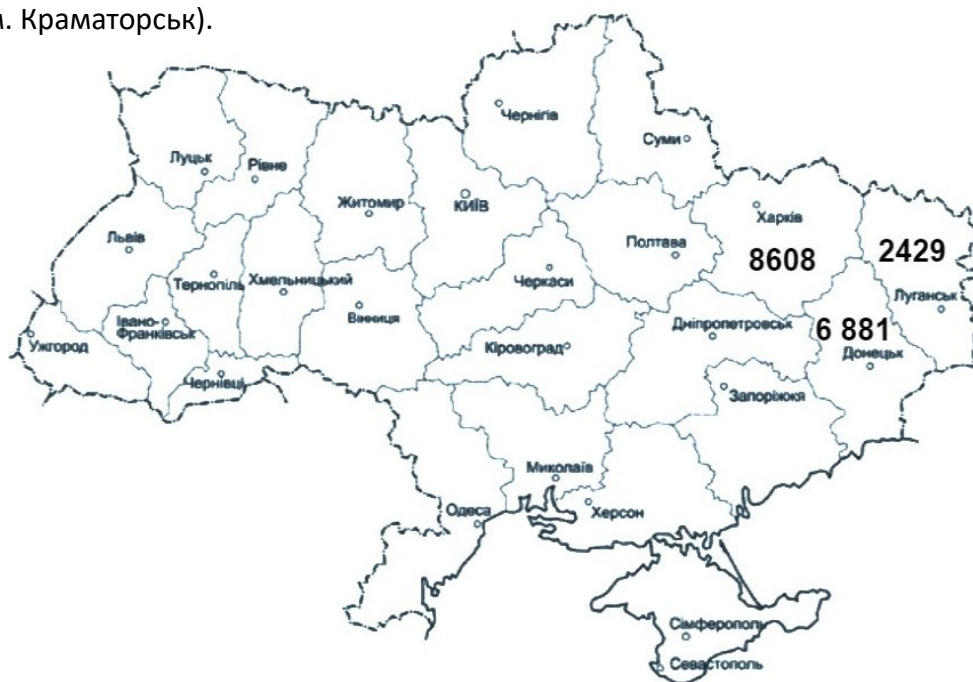 м. Краматорськ).
Чернігів
Суми
Луцьк
Рівне
Житомир
КИЇВ
Харків
Львів
Полтава
8608
2429
Тернопіль
Хмельницький
Черкаси
Луганськ
Івано-
Франківськ
Вінниця
Дніпропетровськ
6 881
Ужгород
Кіровоград
Донецьк
Чернівці
Запоріжжя
Миколаїв
Одеса
Херсон
Сімферополь
Севастополь